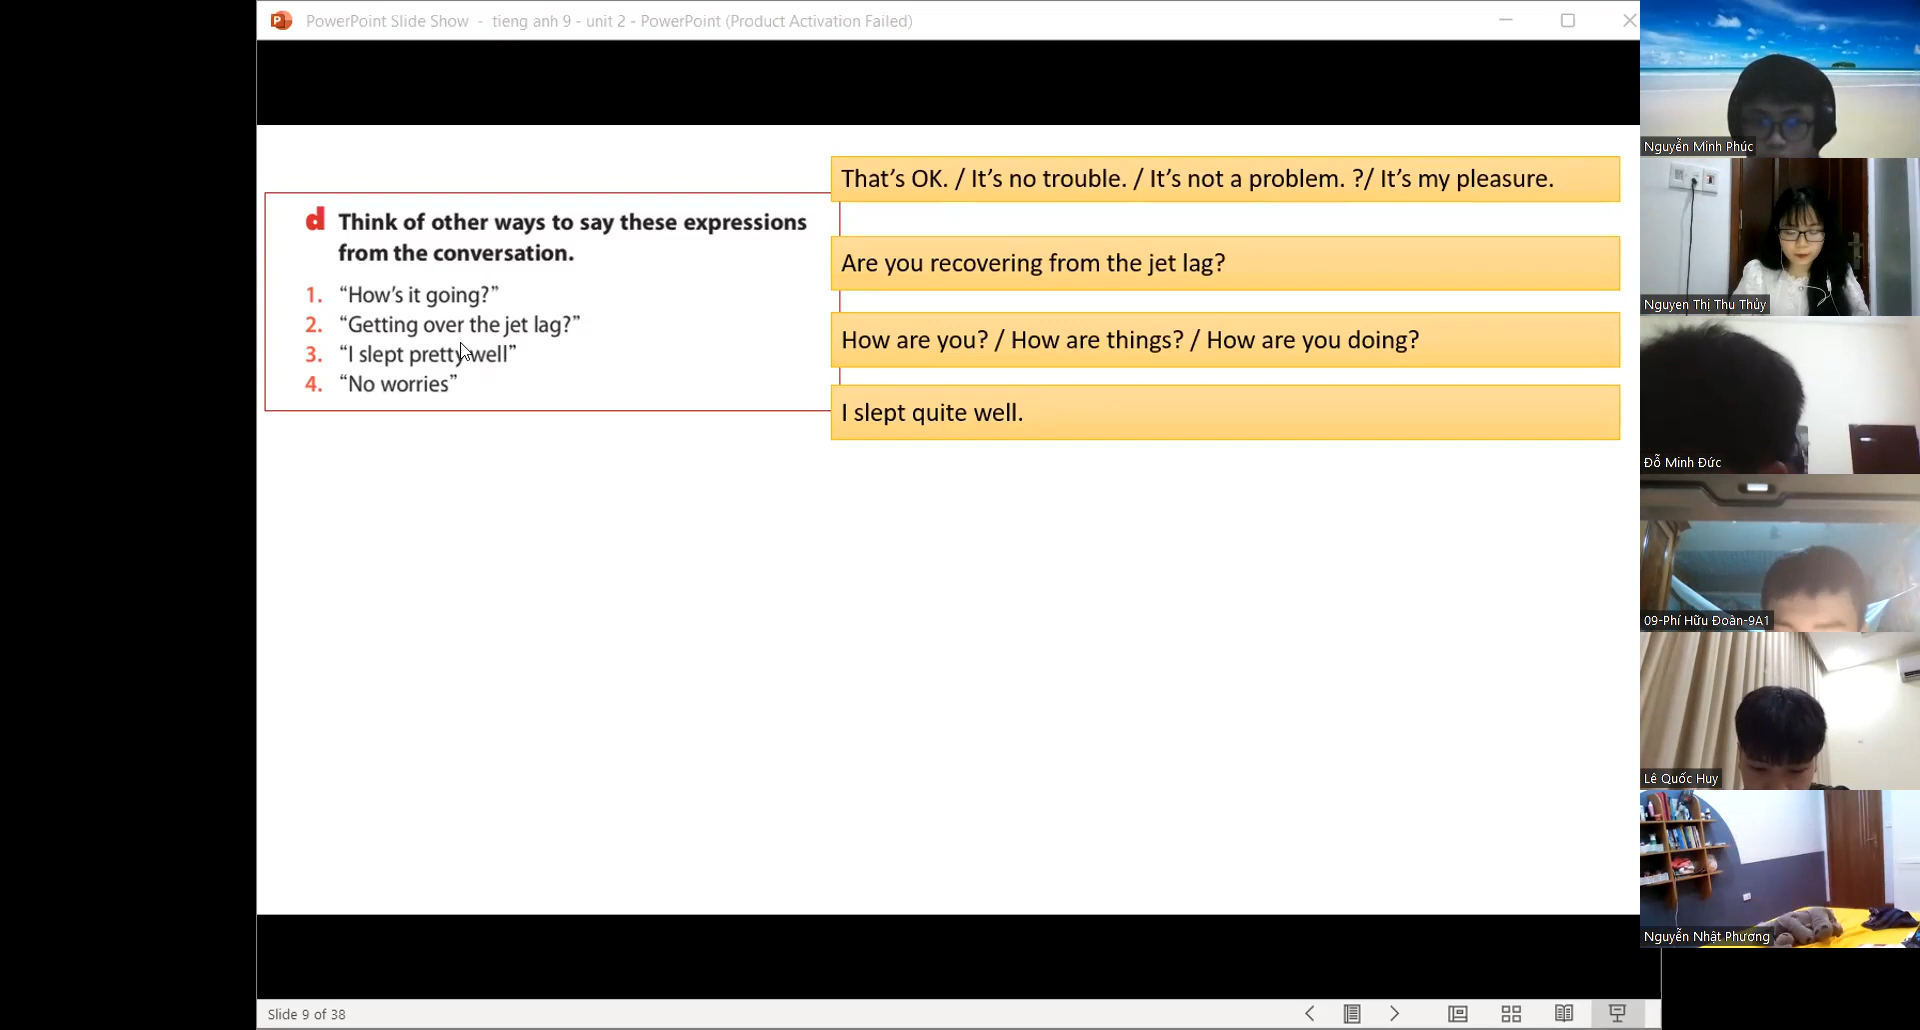 PowerPoint Slide Show - tieng anh 9 - unit 2 - PowerPoint (Product Activation Failed)
d Think of other ways to say these expressions
from the conversation.
1. “How’s it going?”
2. “Getting over the jet lag?”
3. “I slept pretty well”
4. “No worries”
That’s OK. / It’s no trouble. / It’s not a problem. ?/ It’s my pleasure.
Are you recovering from the jet lag?
How are you? / How are things? / How are you doing?
I slept quite well.
Nguyễn Minh Phúc
Nguyen Thị Thu Thủy
Đỗ Minh Đức
09-Phí Hữu Đoàn-9A1
Lê Quốc Huy
Nguyễn Nhật Phương
Slide 9 of 38